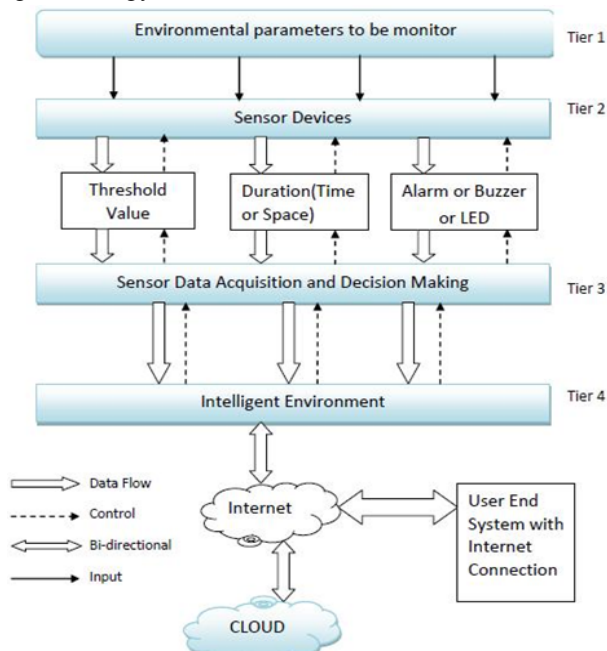 Environmental parameters to be monitor
Tier 1
Sensor Devices
Tier 2
Threshold
Value
Duration(Time
or Space)
Alarm or Buzzer
or LED
Sensor Data Acquisition and Decision Making
Tier 3
Intelligent Environment
Tier 4
Data Flow
Control
Bi-directional
Input
Internet
User End
System with
Internet
Connection
CLOUD